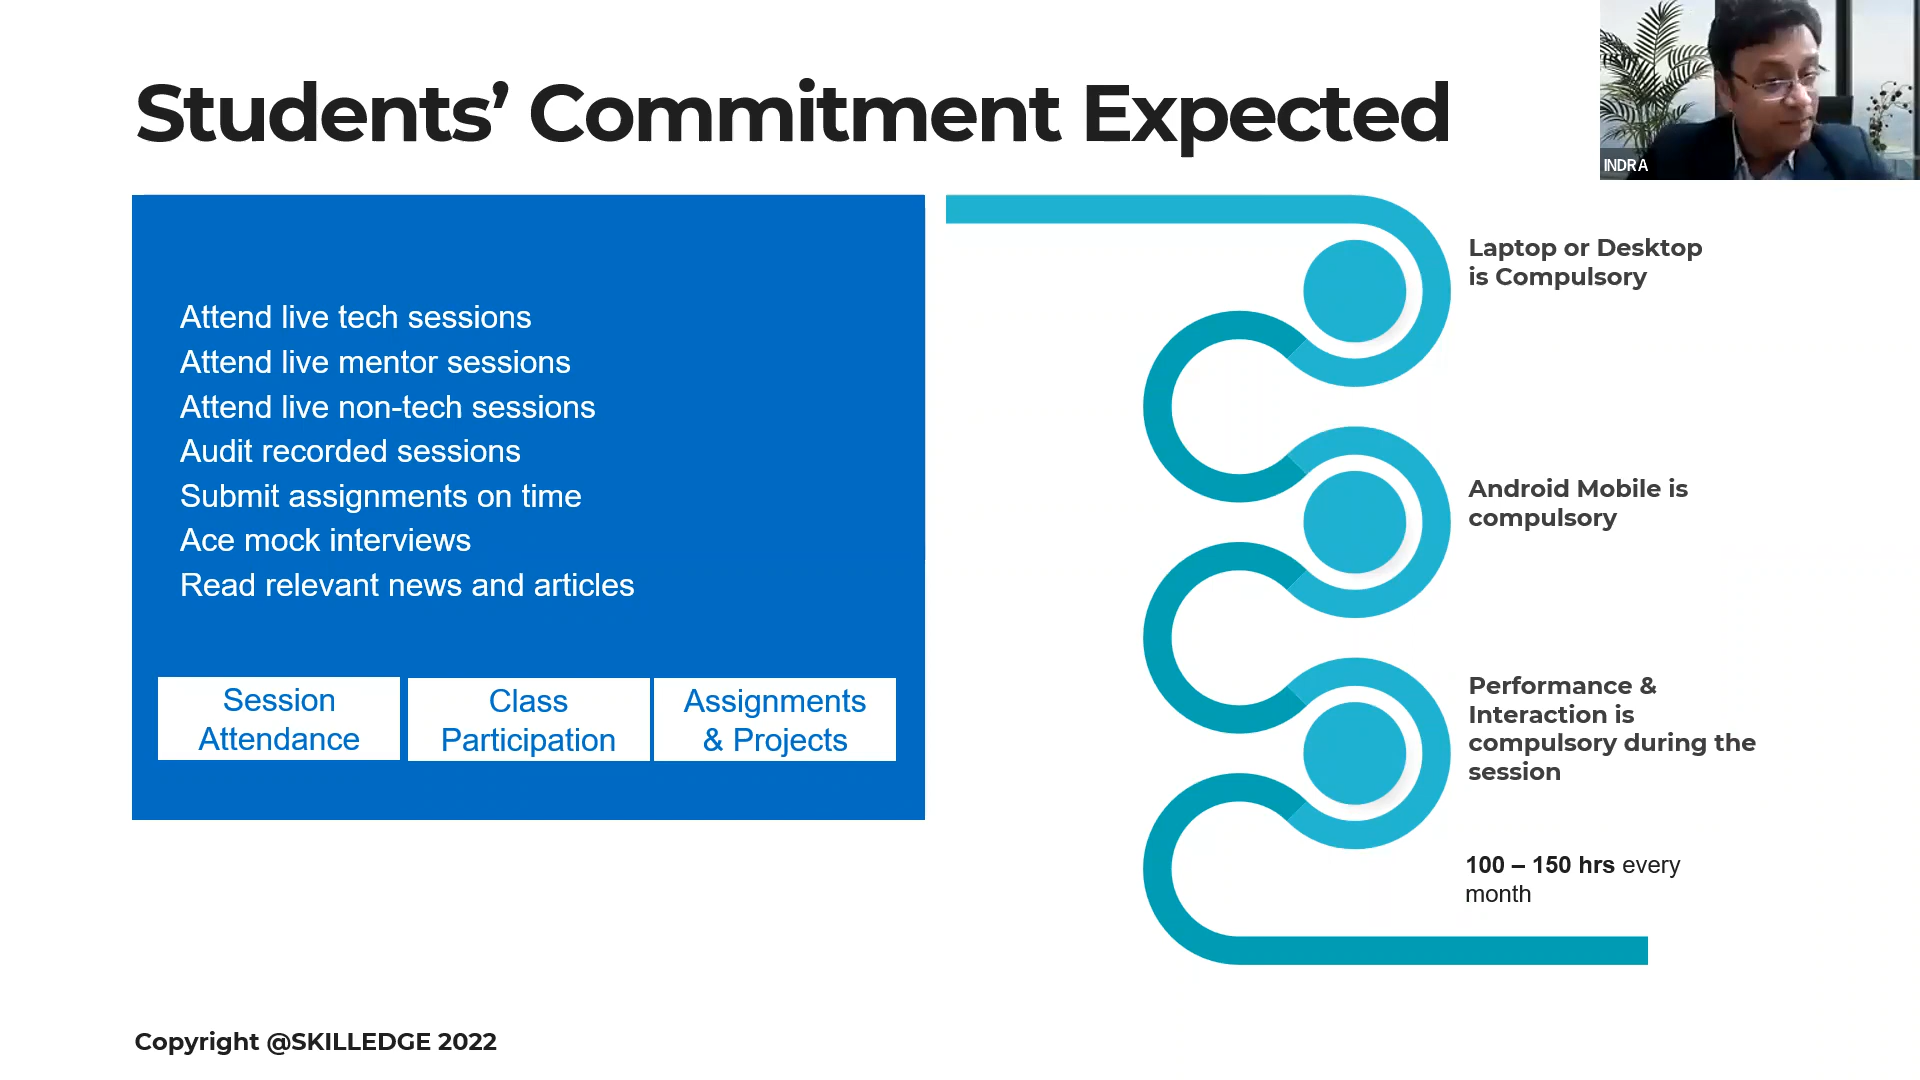 Students’ Commitment Expected
INDRA
Attend live tech sessions
Attend live mentor sessions
Attend live non-tech sessions
Audit recorded sessions
Submit assignments on time
Ace mock interviews
Read relevant news and articles
Session
Attendance
Class
Participation
Assignments
& Projects
Laptop or Desktop
is Compulsory
Android Mobile is
compulsory
Performance &
Interaction is
compulsory during the
session
100 – 150 hrs every
month
Copyright @SKILLEDGE 2022